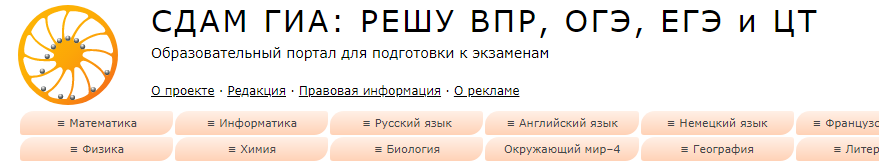 СДАМ ГИА: РЕШУ ВПР, ОГЭ, ЕГЭ и ЦТ
Образовательный портал для подготовки к экзаменам
О проекте · Редакция · Правовая информация · О рекламе
≡ Математика ≡ Информатика ≡ Русский язык ≡ Английский язык ≡ Немецкий язык ≡
≡ Физика ≡ Химия ≡ Биология Окружающий мир–4 ≡ География ≡